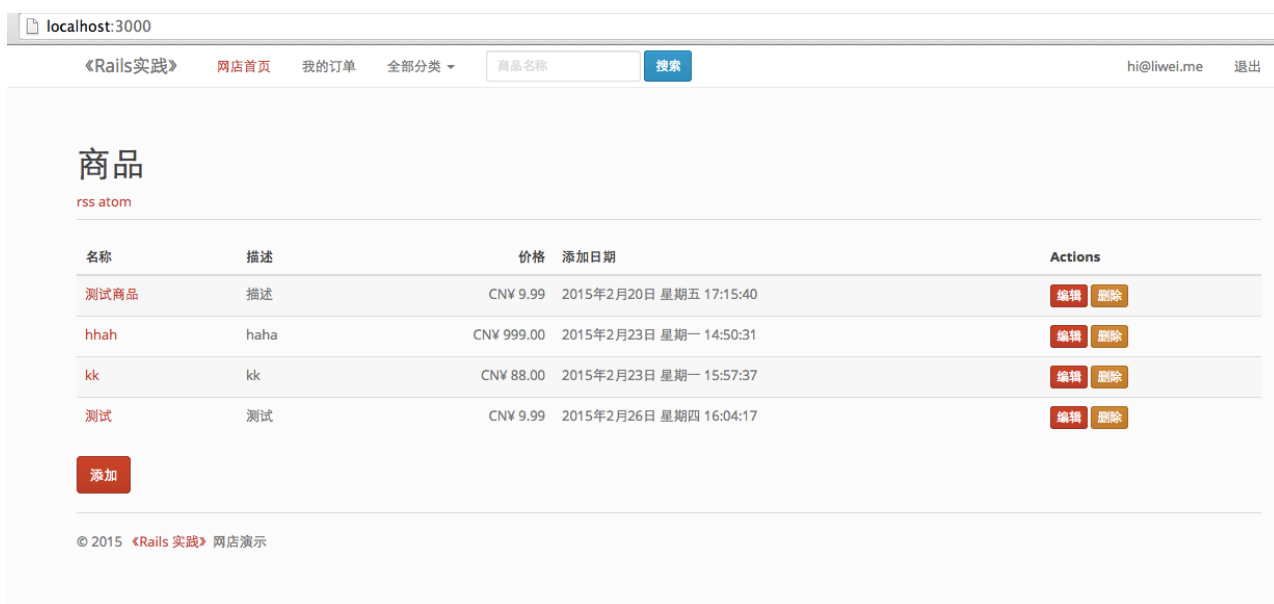 localhost:3000
《Rails实践》 网店首页 我的订单 全部分类 商品名称 搜索 hi@liwei.me 退出
商品
rss atom
名称 描述 价格 添加日期 Actions
测试商品 描述 CN¥ 9.99 2015年2月20日 星期五 17:15:40 编辑 删除
hhah haha CN¥ 999.00 2015年2月23日 星期一 14:50:31 编辑 删除
kk kk CN¥ 88.00 2015年2月23日 星期一 15:57:37 编辑 删除
测试 测试 CN¥ 9.99 2015年2月26日 星期四 16:04:17 编辑 删除
添加
© 2015 《Rails 实践》 网店演示